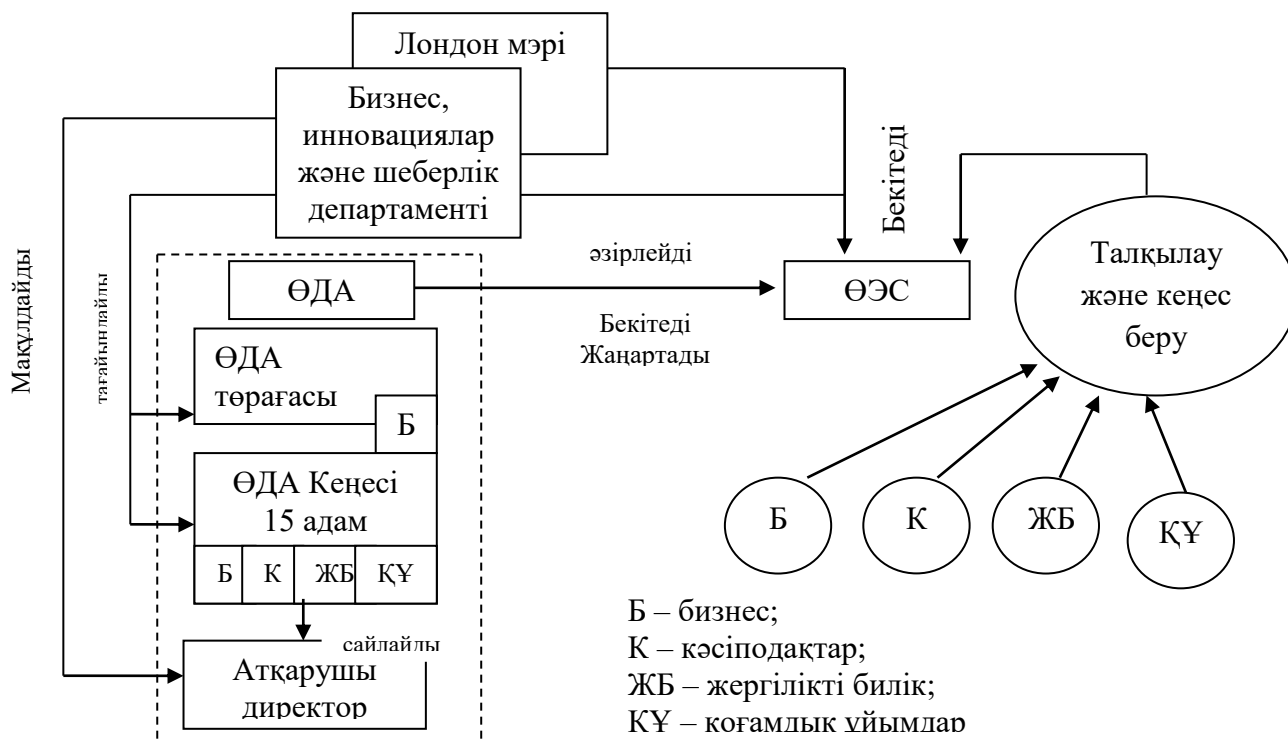 Лондон мэрі
Бизнес,
инновациялар
және шеберлік
департаменті
Бекітеді
Мақұлдайды
тағайынлайлы
ӨДА
әзірлейді
Бекітеді
Жаңартады
ӨЭС
Талқылау
және кеңес
беру
ӨДА
төрағасы
Б
ӨДА Кеңесі
15 адам
Б К ЖБ ҚҰ
сайлайды
Атқарушы
директор
Б К ЖБ ҚҰ
Б – бизнес;
К – кәсіподақтар;
ЖБ – жергілікті билік;
ҚҰ – қоғамдық ұйымдар